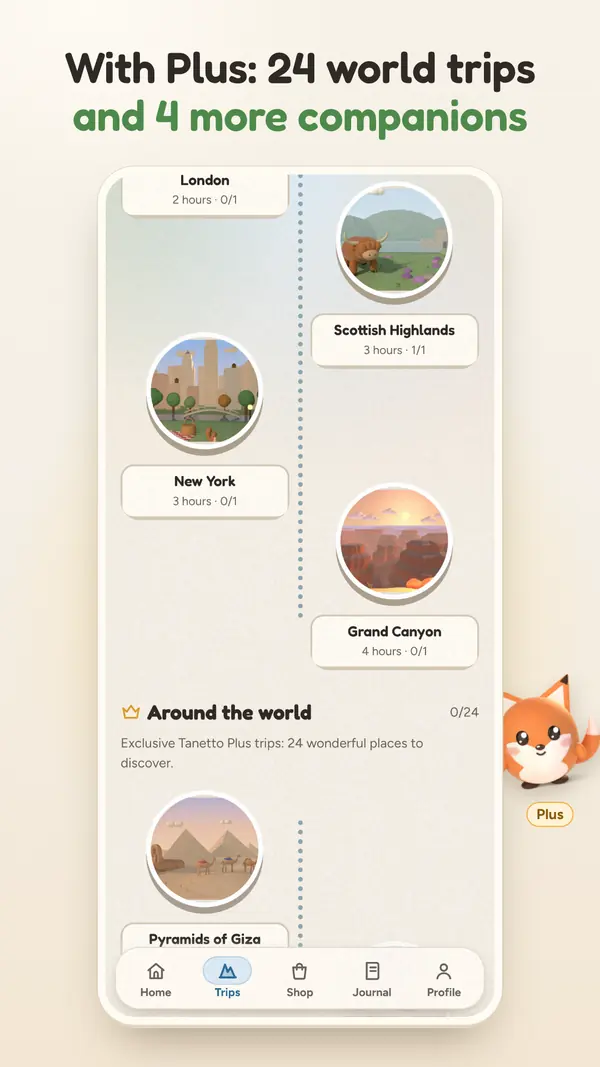 With Plus: 24 world trips
and 4 more companions
London
2 hours · 0/1
Scottish Highlands
3 hours · 1/1
New York
3 hours · 0/1
Grand Canyon
4 hours · 0/1
Around the world
0/24
Exclusive Tanetto Plus trips: 24 wonderful places to
discover.
Plus
Pyramids of Giza
Home
Trips
Shop
Journal
Profile